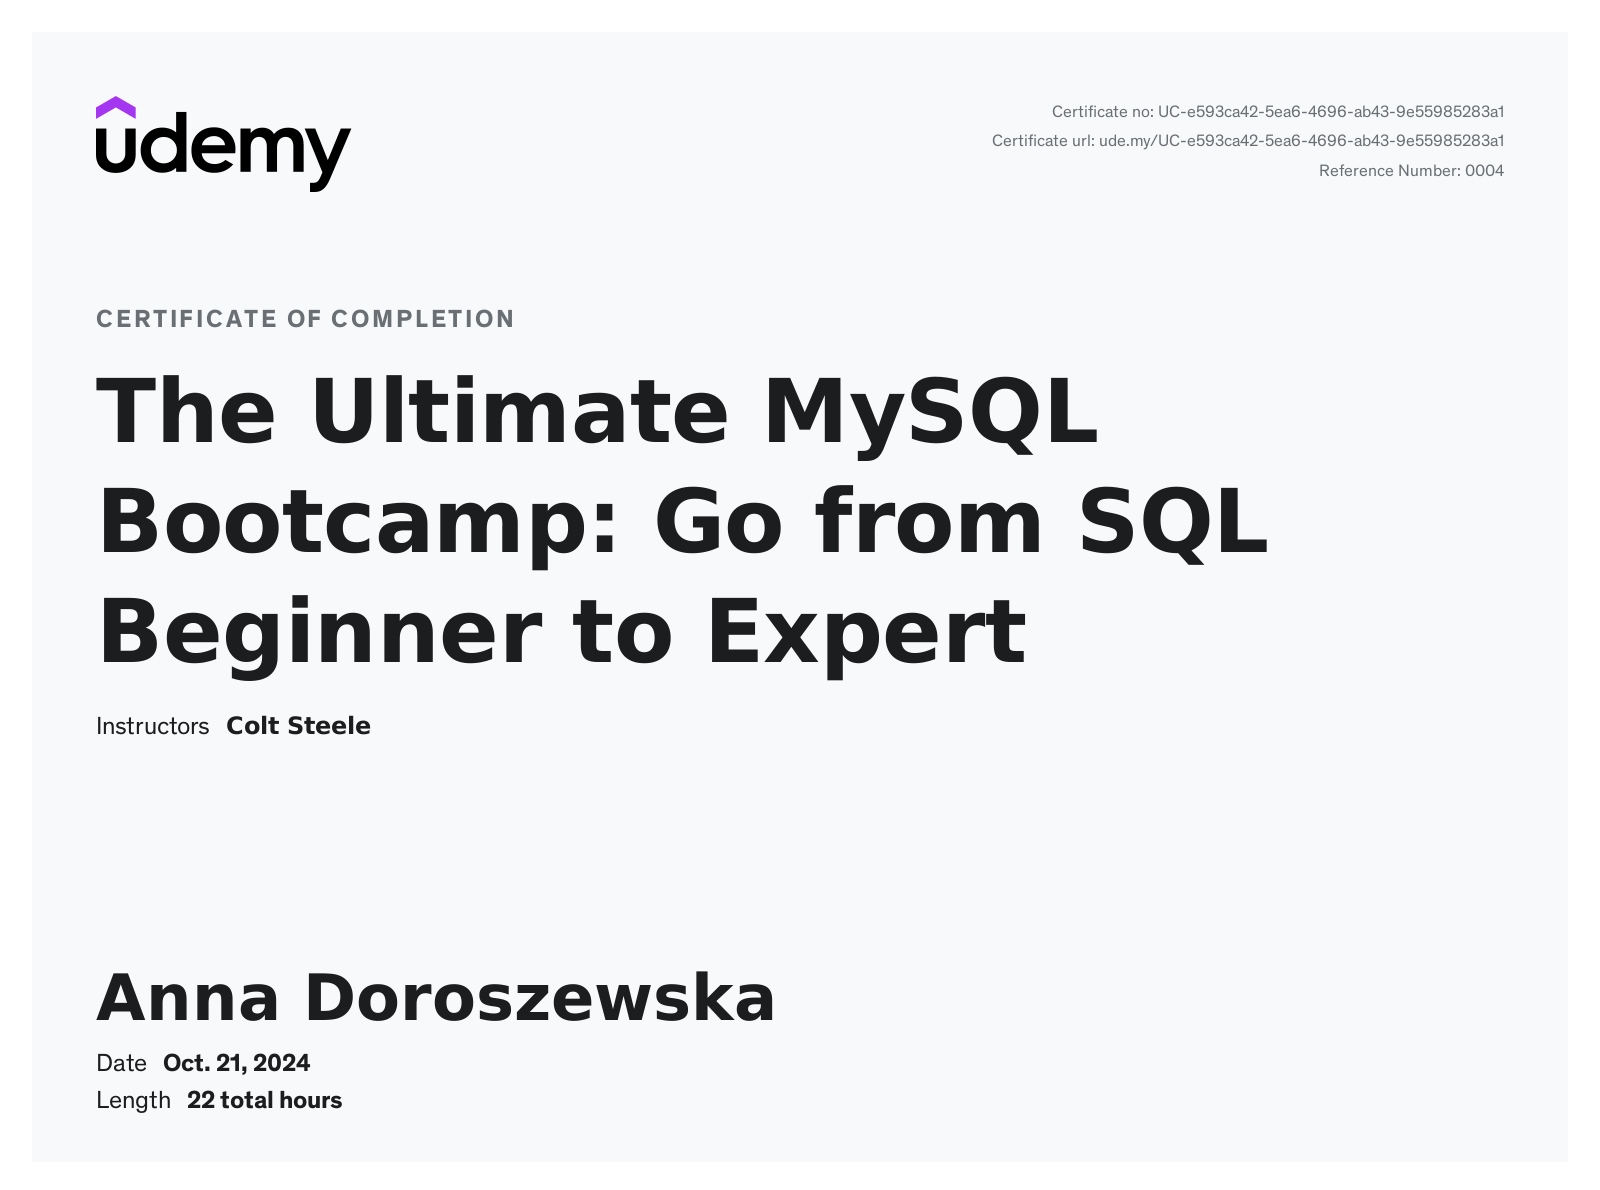 udemy
Certificate no: UC-e593ca42-5ea6-4696-ab43-9e55985283a1
Certificate url: ude.my/UC-e593ca42-5ea6-4696-ab43-9e55985283a1
Reference Number: 0004
CERTIFICATE OF COMPLETION
The Ultimate MySQL
Bootcamp: Go from SQL
Beginner to Expert
Instructors Colt Steele
Anna Doroszewska
Date Oct. 21, 2024
Length 22 total hours